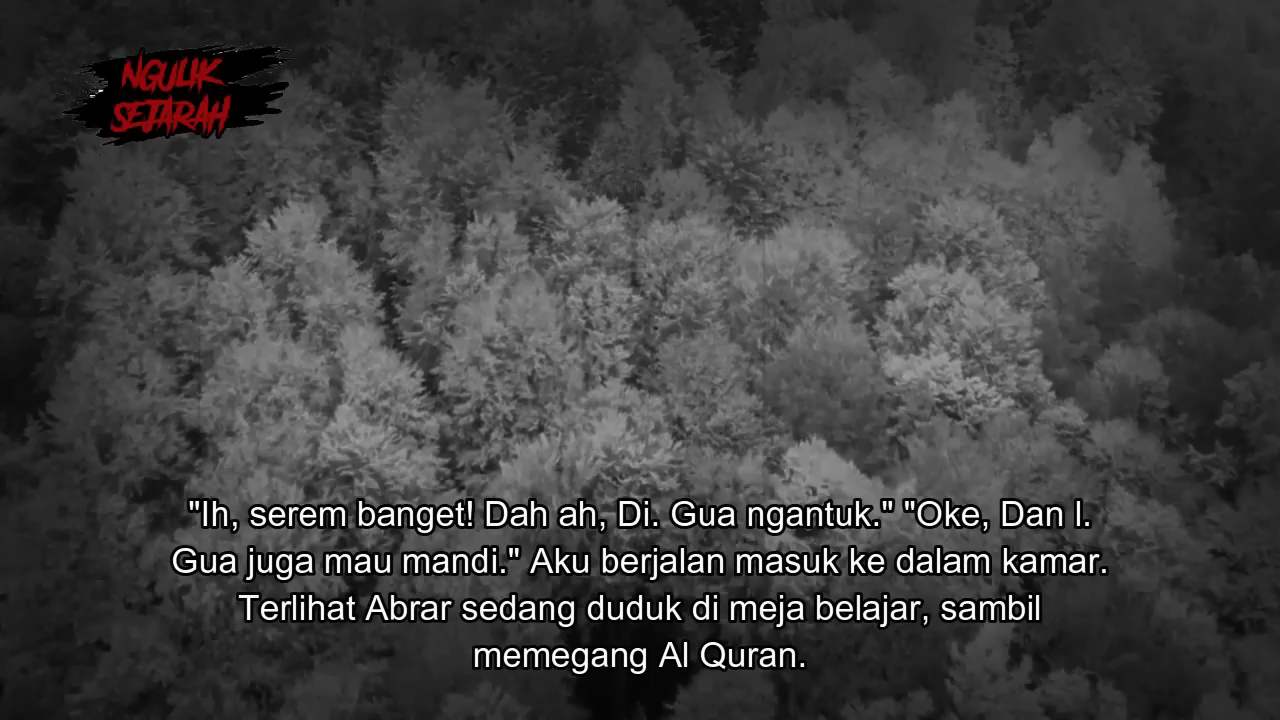 NGULIK
SEJARAH
"Ih, serem banget! Dah ah, Di. Gua ngantuk." "Oke, Dan I.
Gua juga mau mandi." Aku berjalan masuk ke dalam kamar.
Terlihat Abrar sedang duduk di meja belajar, sambil
memegang Al Quran.